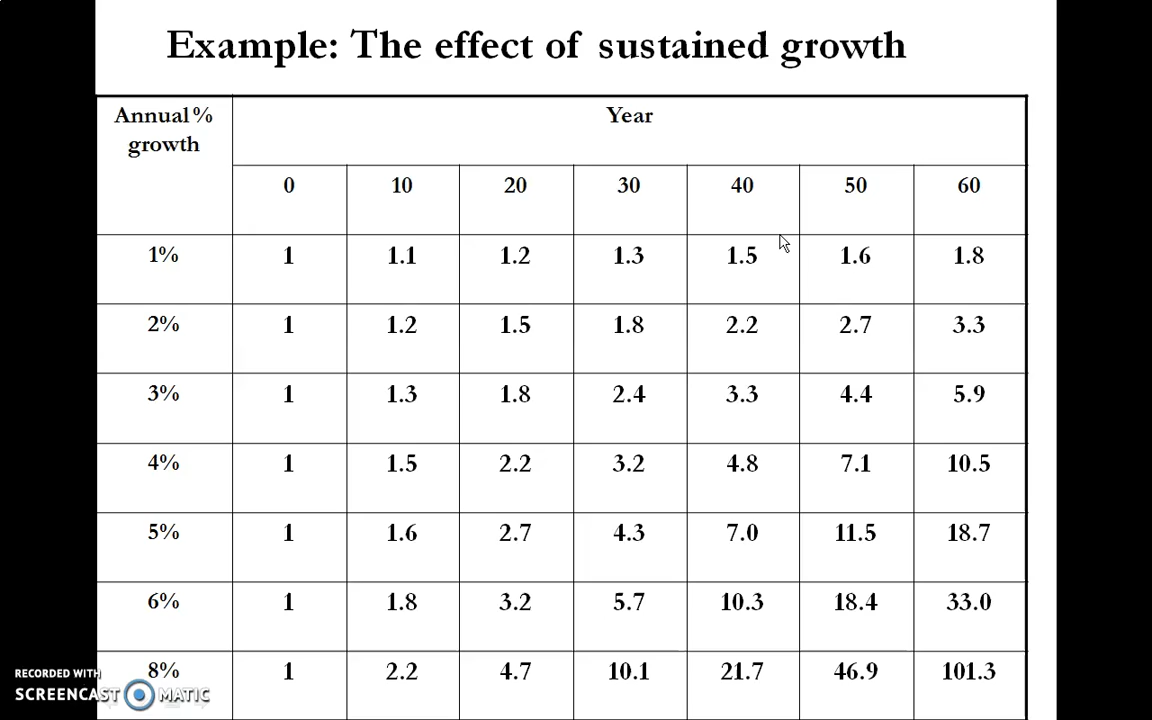 Example: The effect of sustained growth
Annual % Year
growth
0 10 20 30 40 50 60
1% 1 1.1 1.2 1.3 1.5 1.6 1.8
2% 1 1.2 1.5 1.8 2.2 2.7 3.3
3% 1 1.3 1.8 2.4 3.3 4.4 5.9
4% 1 1.5 2.2 3.2 4.8 7.1 10.5
5% 1 1.6 2.7 4.3 7.0 11.5 18.7
6% 1 1.8 3.2 5.7 10.3 18.4 33.0
8% 1 2.2 4.7 10.1 21.7 46.9 101.3
RECORDED WITH
SCREENCAST MATIC